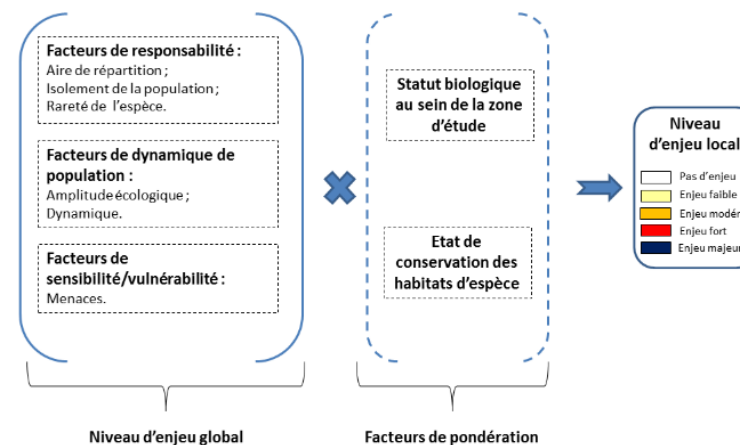 Facteurs de responsabilité :
Aire de répartition ;
Isolement de la population ;
Rareté de l'espèce.
Facteurs de dynamique de
population :
Amplitude écologique ;
Dynamique.
Facteurs de
sensibilité/vulnérabilité :
Menaces.
Niveau d'enjeu global
Statut biologique
au sein de la zone
d'étude
Etat de
conservation des
habitats d'espèce
Facteurs de pondération
Niveau
d'enjeu local
Pas d'enjeu
Enjeu faible
Enjeu modér
Enjeu fort
Enjeu majeur